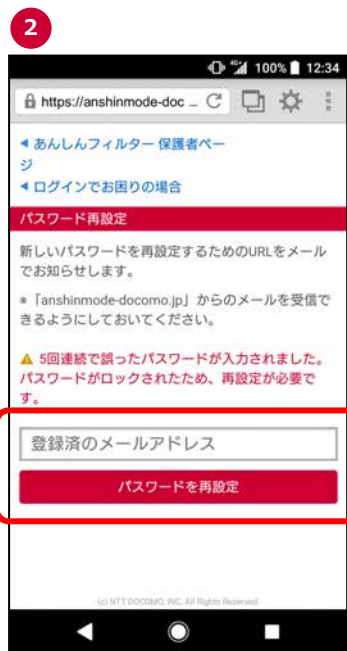 2
4G 100% 12:34
https://anshinmode-doc ...
◀ あんしんフィルター 保護者ペー
ジ
◀ ログインでお困りの場合
パスワード再設定
新しいパスワードを再設定するためのURLをメール
でお知らせします。
※「anshinmode-docomo.jp」からのメールを受信で
きるようにしておいてください。
⚠ 5回連続で誤ったパスワードが入力されました。
パスワードがロックされたため、再設定が必要で
す。
登録済のメールアドレス
パスワードを再設定
(c) NTT DOCOMO, INC. All Rights Reserved.